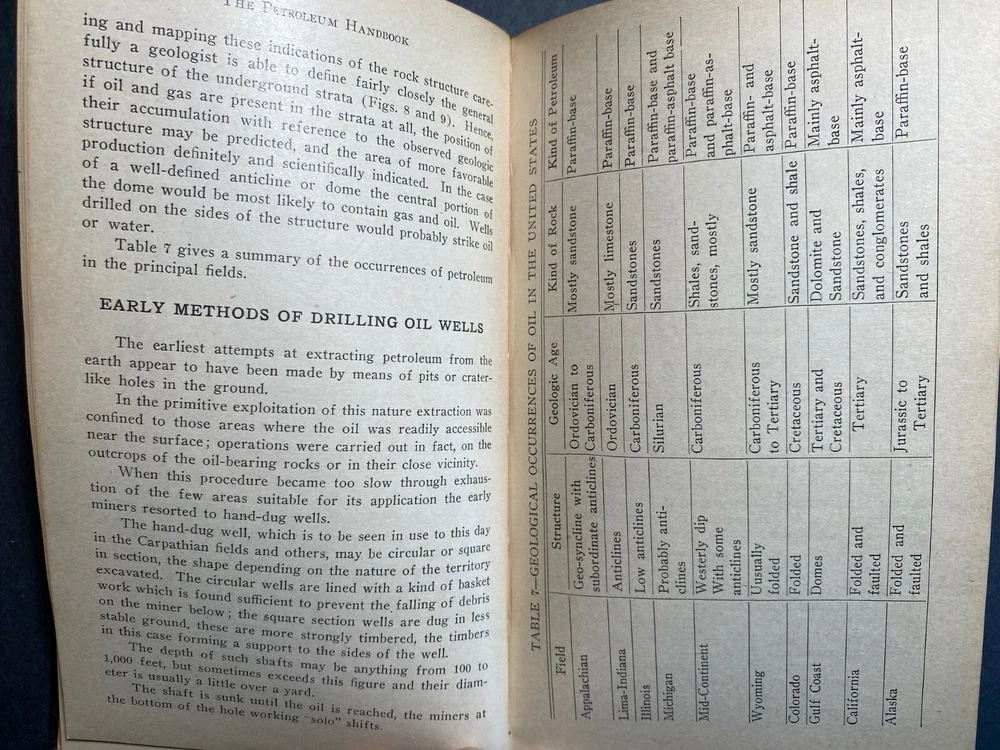 THE PETROLEUM HANDBOOK
ing and mapping these indications of the rock structure care-
fully a geologist is able to define fairly closely the general
structure of the underground strata (Figs. 8 and 9). Hence,
if oil and gas are present in the strata at all, the position of
their accumulation with reference to the observed geologic
structure may be predicted, and the area of more favorable
production definitely and scientifically indicated. In the case
of a well-defined anticline or dome the central portion of
the dome would be most likely to contain gas and oil. Wells
drilled on the sides of the structure would probably strike oil
or water.
Table 7 gives a summary of the occurrences of petroleum
in the principal fields.
EARLY METHODS OF DRILLING OIL WELLS
The earliest attempts at extracting petroleum from the
earth appear to have been made by means of pits or crater-
like holes in the ground.
In the primitive exploitation of this nature extraction was
confined to those areas where the oil was readily accessible
near the surface; operations were carried out in fact, on the
outcrops of the oil-bearing rocks or in their close vicinity.
When this procedure became too slow through exhaus-
tion of the few areas suitable for its application the early
miners resorted to hand-dug wells.
The hand-dug well, which is to be seen in use to this day
in the Carpathian fields and others, may be circular or square
in section, the shape depending on the nature of the territory
excavated. The circular wells are lined with a kind of basket
work which is found sufficient to prevent the falling of debris
on the miner below; the square section wells are dug in less
stable ground, these are more strongly timbered, the timbers
in this case forming a support to the sides of the well.
The depth of such shafts may be anything from 100 to
1,000 feet, but sometimes exceeds this figure and their diam-
eter is usually a little over a yard.
The shaft is sunk until the oil is reached, the miners at
the bottom of the hole working "solo" shifts.
TABLE 7—GEOLOGICAL OCCURRENCES OF OIL IN THE UNITED STATES
Field Structure Geologic Age Kind of Rock Kind of Petroleum
Appalachian Geo-syncline with Ordovician to Mostly sandstone Paraffin-base
subordinate anticlines Carboniferous
Lima-Indiana Anticlines Ordovician Mostly limestone Paraffin-base
Illinois Low anticlines Carboniferous Sandstones Paraffin-base
Michigan Probably anti- Silurian Sandstones Paraffin-base and
clines paraffin-asphalt base
Mid-Continent Westerly dip Carboniferous Shales, sand- Paraffin-base
With some stones, mostly and paraffin-as-
anticlines phalt-base
Wyoming Uusually Carboniferous Mostly sandstone Paraffin- and
folded to Tertiary asphalt-base
Colorado Folded Cretaceous Sandstone and shale Paraffin-base
Gulf Coast Domes Tertiary and Dolomite and Mainly asphalt-
Cretaceous Sandstone base
California Folded and Tertiary Sandstones, shales, Mainly asphalt-
faulted and conglomerates base
Alaska Folded and Jurassic to Sandstones Paraffin-base
faulted Tertiary and shales